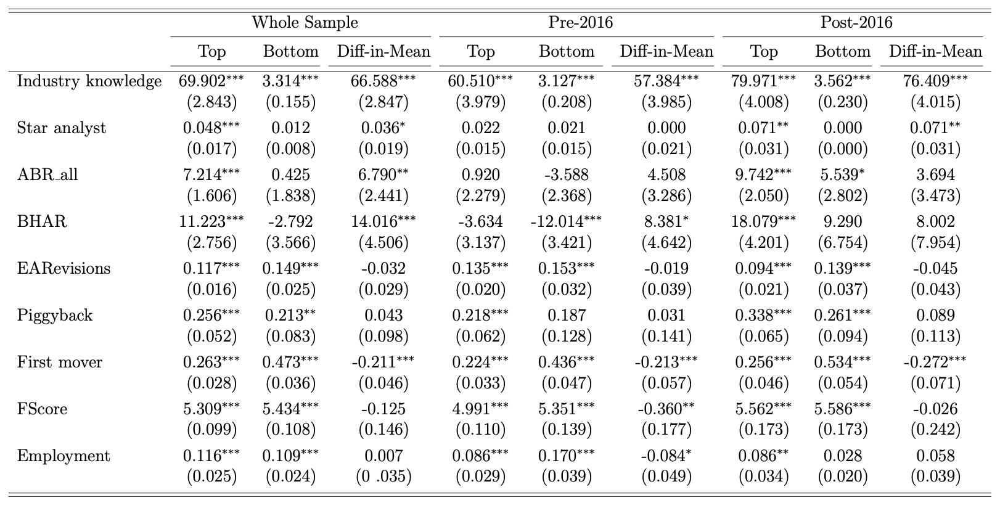 Whole Sample Pre-2016 Post-2016
Top Bottom Diff-in-Mean Top Bottom Diff-in-Mean Top Bottom Diff-in-Mean
Industry knowledge 69.902*** 3.314*** 66.588*** 60.510*** 3.127*** 57.384*** 79.971*** 3.562*** 76.409***
(2.843) (0.155) (2.847) (3.979) (0.208) (3.985) (4.008) (0.230) (4.015)
Star analyst 0.048*** 0.012 0.036* 0.022 0.021 0.000 0.071** 0.000 0.071**
(0.017) (0.008) (0.019) (0.015) (0.015) (0.021) (0.031) (0.000) (0.031)
ABR_all 7.214*** 0.425 6.790** 0.920 -3.588 4.508 9.742*** 5.539* 3.694
(1.606) (1.838) (2.441) (2.279) (2.368) (3.286) (2.050) (2.802) (3.473)
BHAR 11.223*** -2.792 14.016*** -3.634 -12.014*** 8.381* 18.079*** 9.290 8.002
(2.756) (3.566) (4.506) (3.137) (3.421) (4.642) (4.201) (6.754) (7.954)
EARevisions 0.117*** 0.149*** -0.032 0.135*** 0.153*** -0.019 0.094*** 0.139*** -0.045
(0.016) (0.025) (0.029) (0.020) (0.032) (0.039) (0.021) (0.037) (0.043)
Piggyback 0.256*** 0.213** 0.043 0.218*** 0.187 0.031 0.338*** 0.261*** 0.089
(0.052) (0.083) (0.098) (0.062) (0.128) (0.141) (0.065) (0.094) (0.113)
First mover 0.263*** 0.473*** -0.211*** 0.224*** 0.436*** -0.213*** 0.256*** 0.534*** -0.272***
(0.028) (0.036) (0.046) (0.033) (0.047) (0.057) (0.046) (0.054) (0.071)
FScore 5.309*** 5.434*** -0.125 4.991*** 5.351*** -0.360** 5.562*** 5.586*** -0.026
(0.099) (0.108) (0.146) (0.110) (0.139) (0.177) (0.173) (0.173) (0.242)
Employment 0.116*** 0.109*** 0.007 0.086*** 0.170*** -0.084* 0.086** 0.028 0.058
(0.025) (0.024) (0 .035) (0.029) (0.039) (0.049) (0.034) (0.020) (0.039)